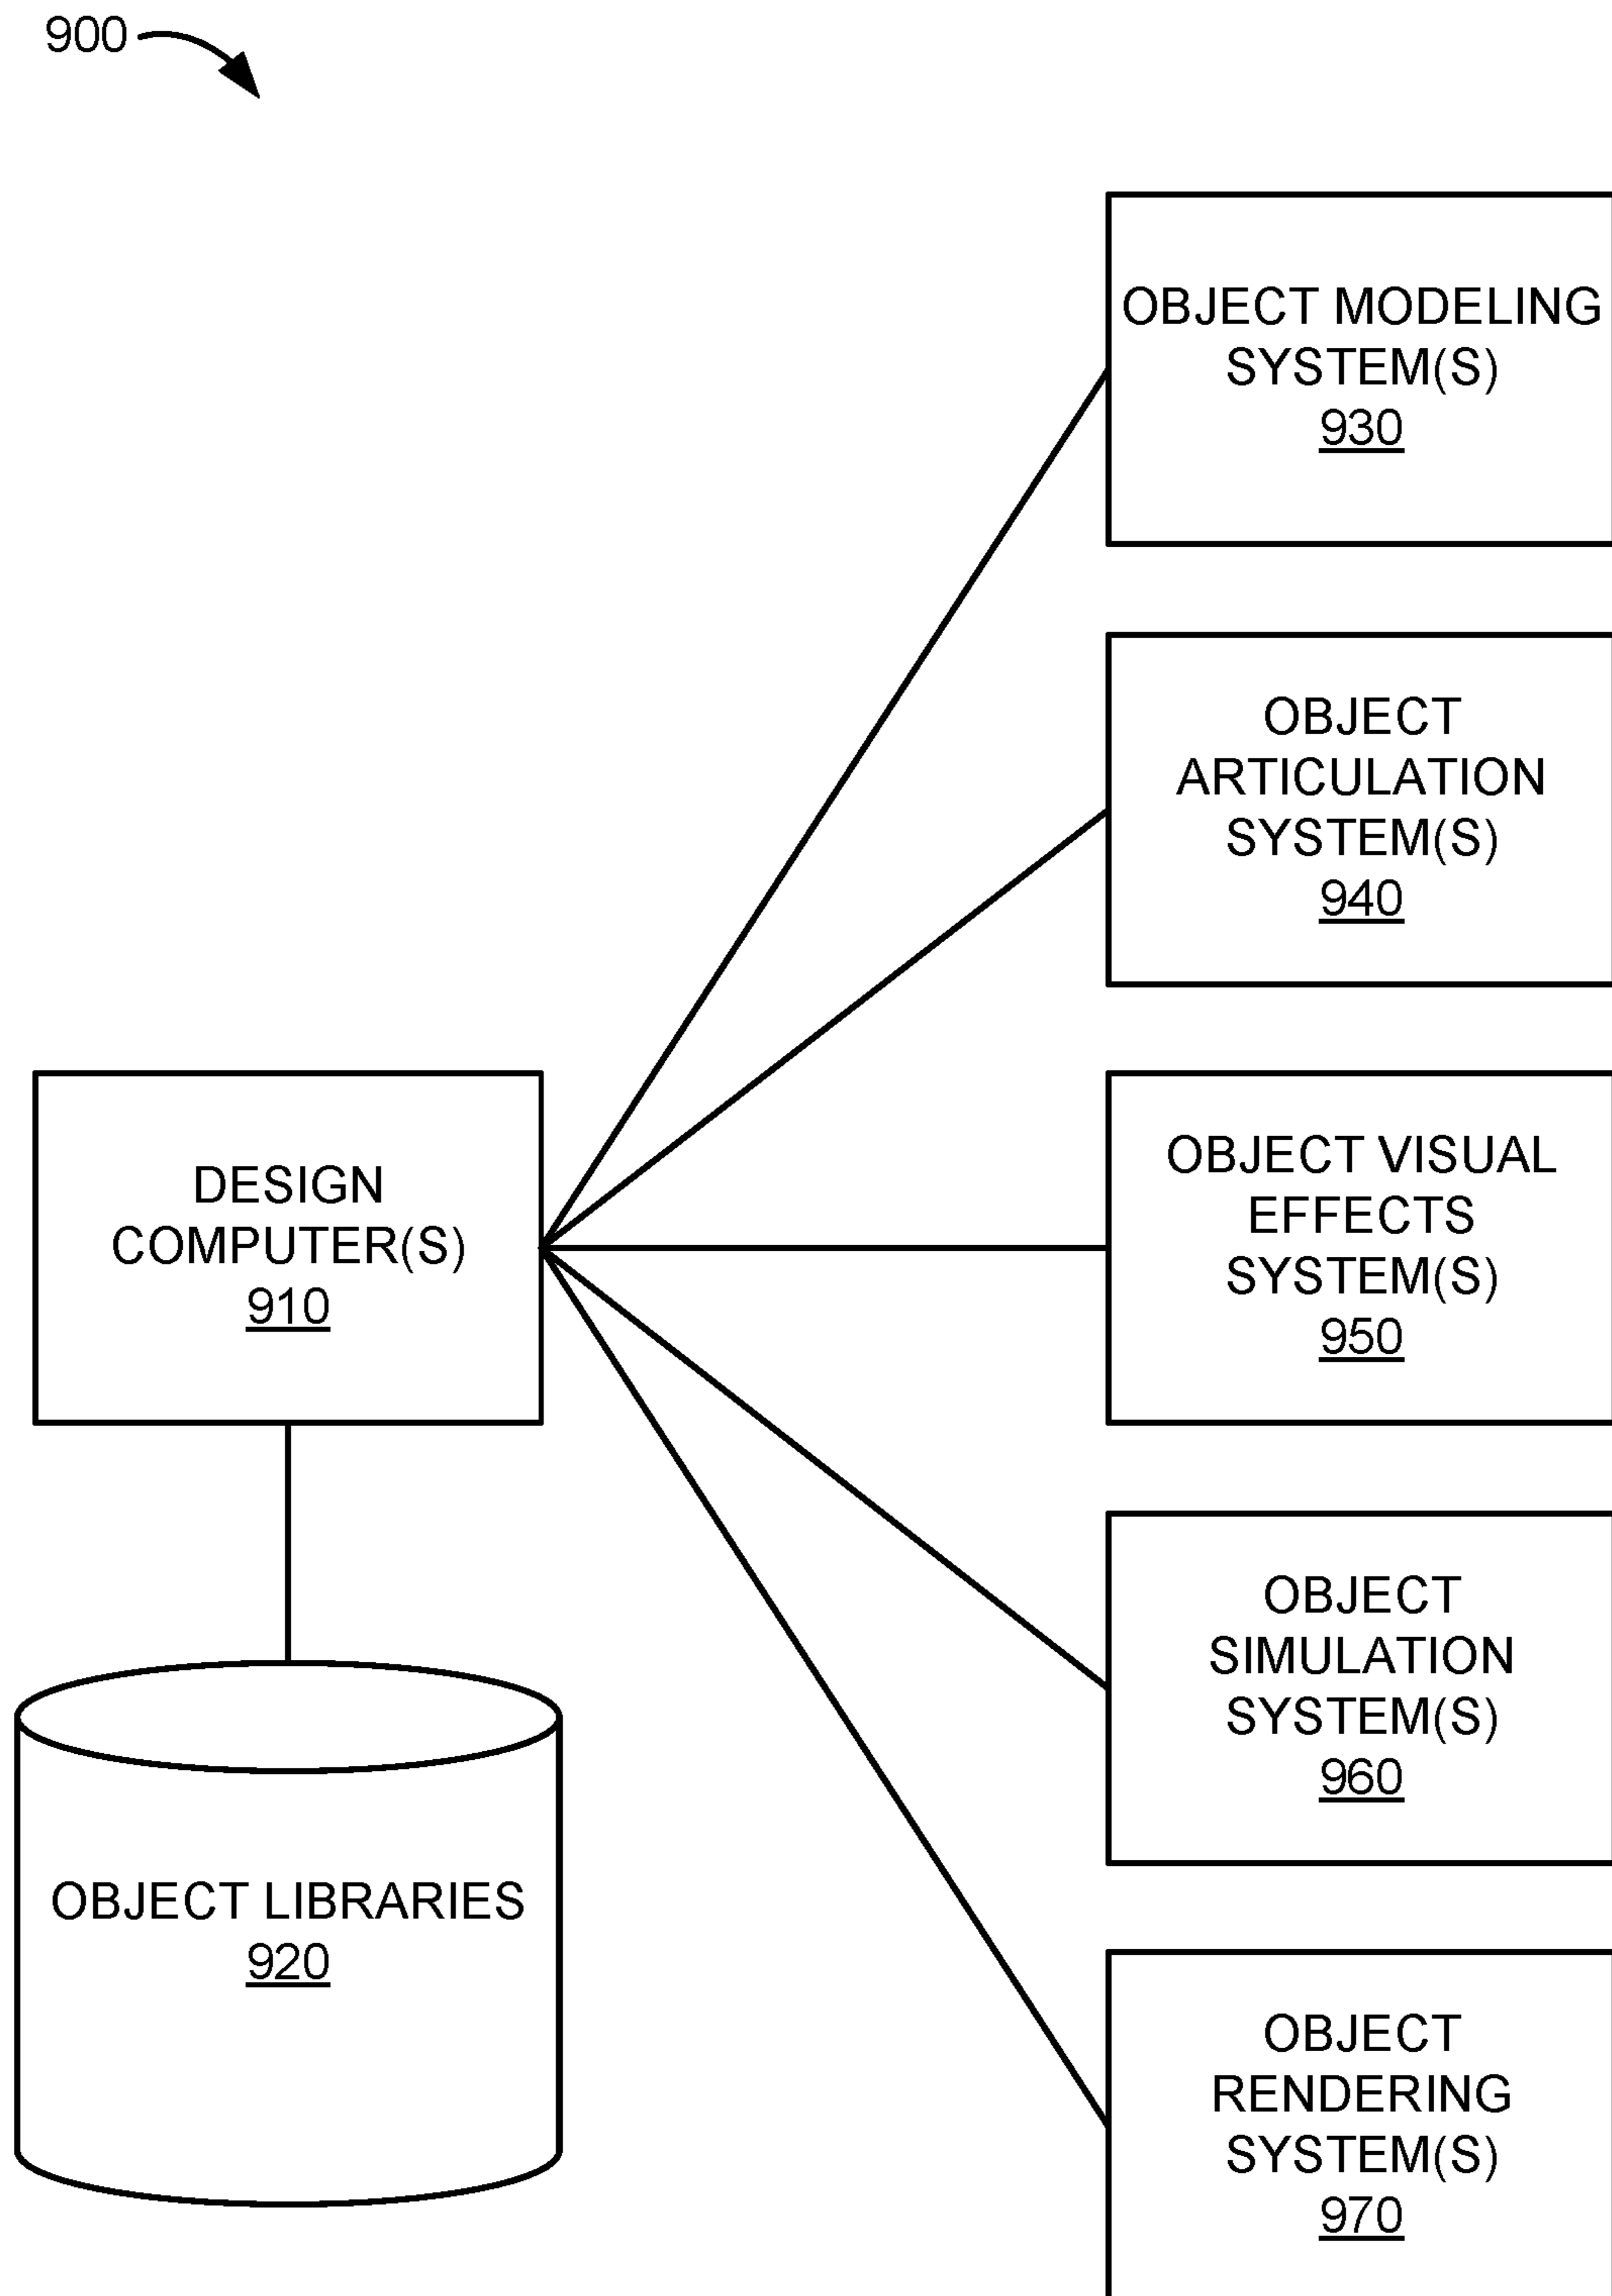 900
OBJECT MODELING
SYSTEM(S)
930
OBJECT
ARTICULATION
SYSTEM(S)
940
DESIGN
COMPUTER(S)
910
OBJECT VISUAL
EFFECTS
SYSTEM(S)
950
OBJECT
SIMULATION
SYSTEM(S)
960
OBJECT LIBRARIES
920
OBJECT
RENDERING
SYSTEM(S)
970